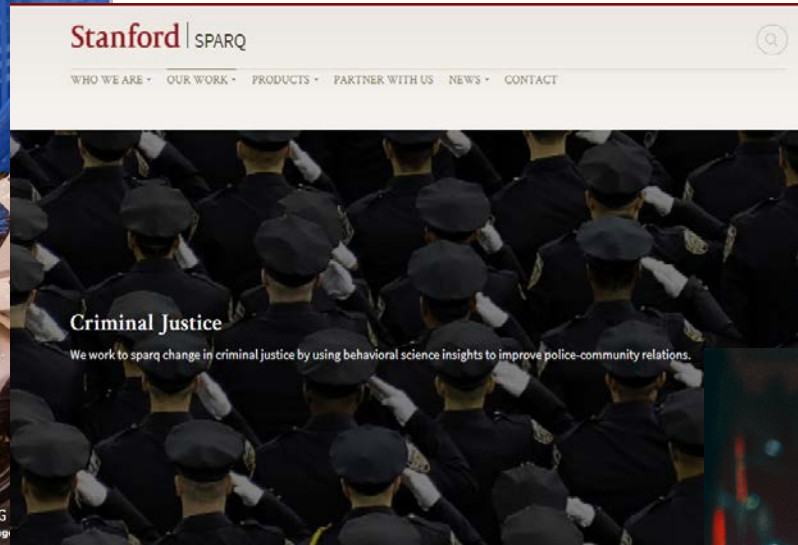 Stanford | SPARQ
WHO WE ARE OUR WORK PRODUCTS PARTNER WITH US NEWS CONTACT
Criminal Justice
We work to sparq change in criminal justice by using behavioral science insights to improve police-community relations.
G